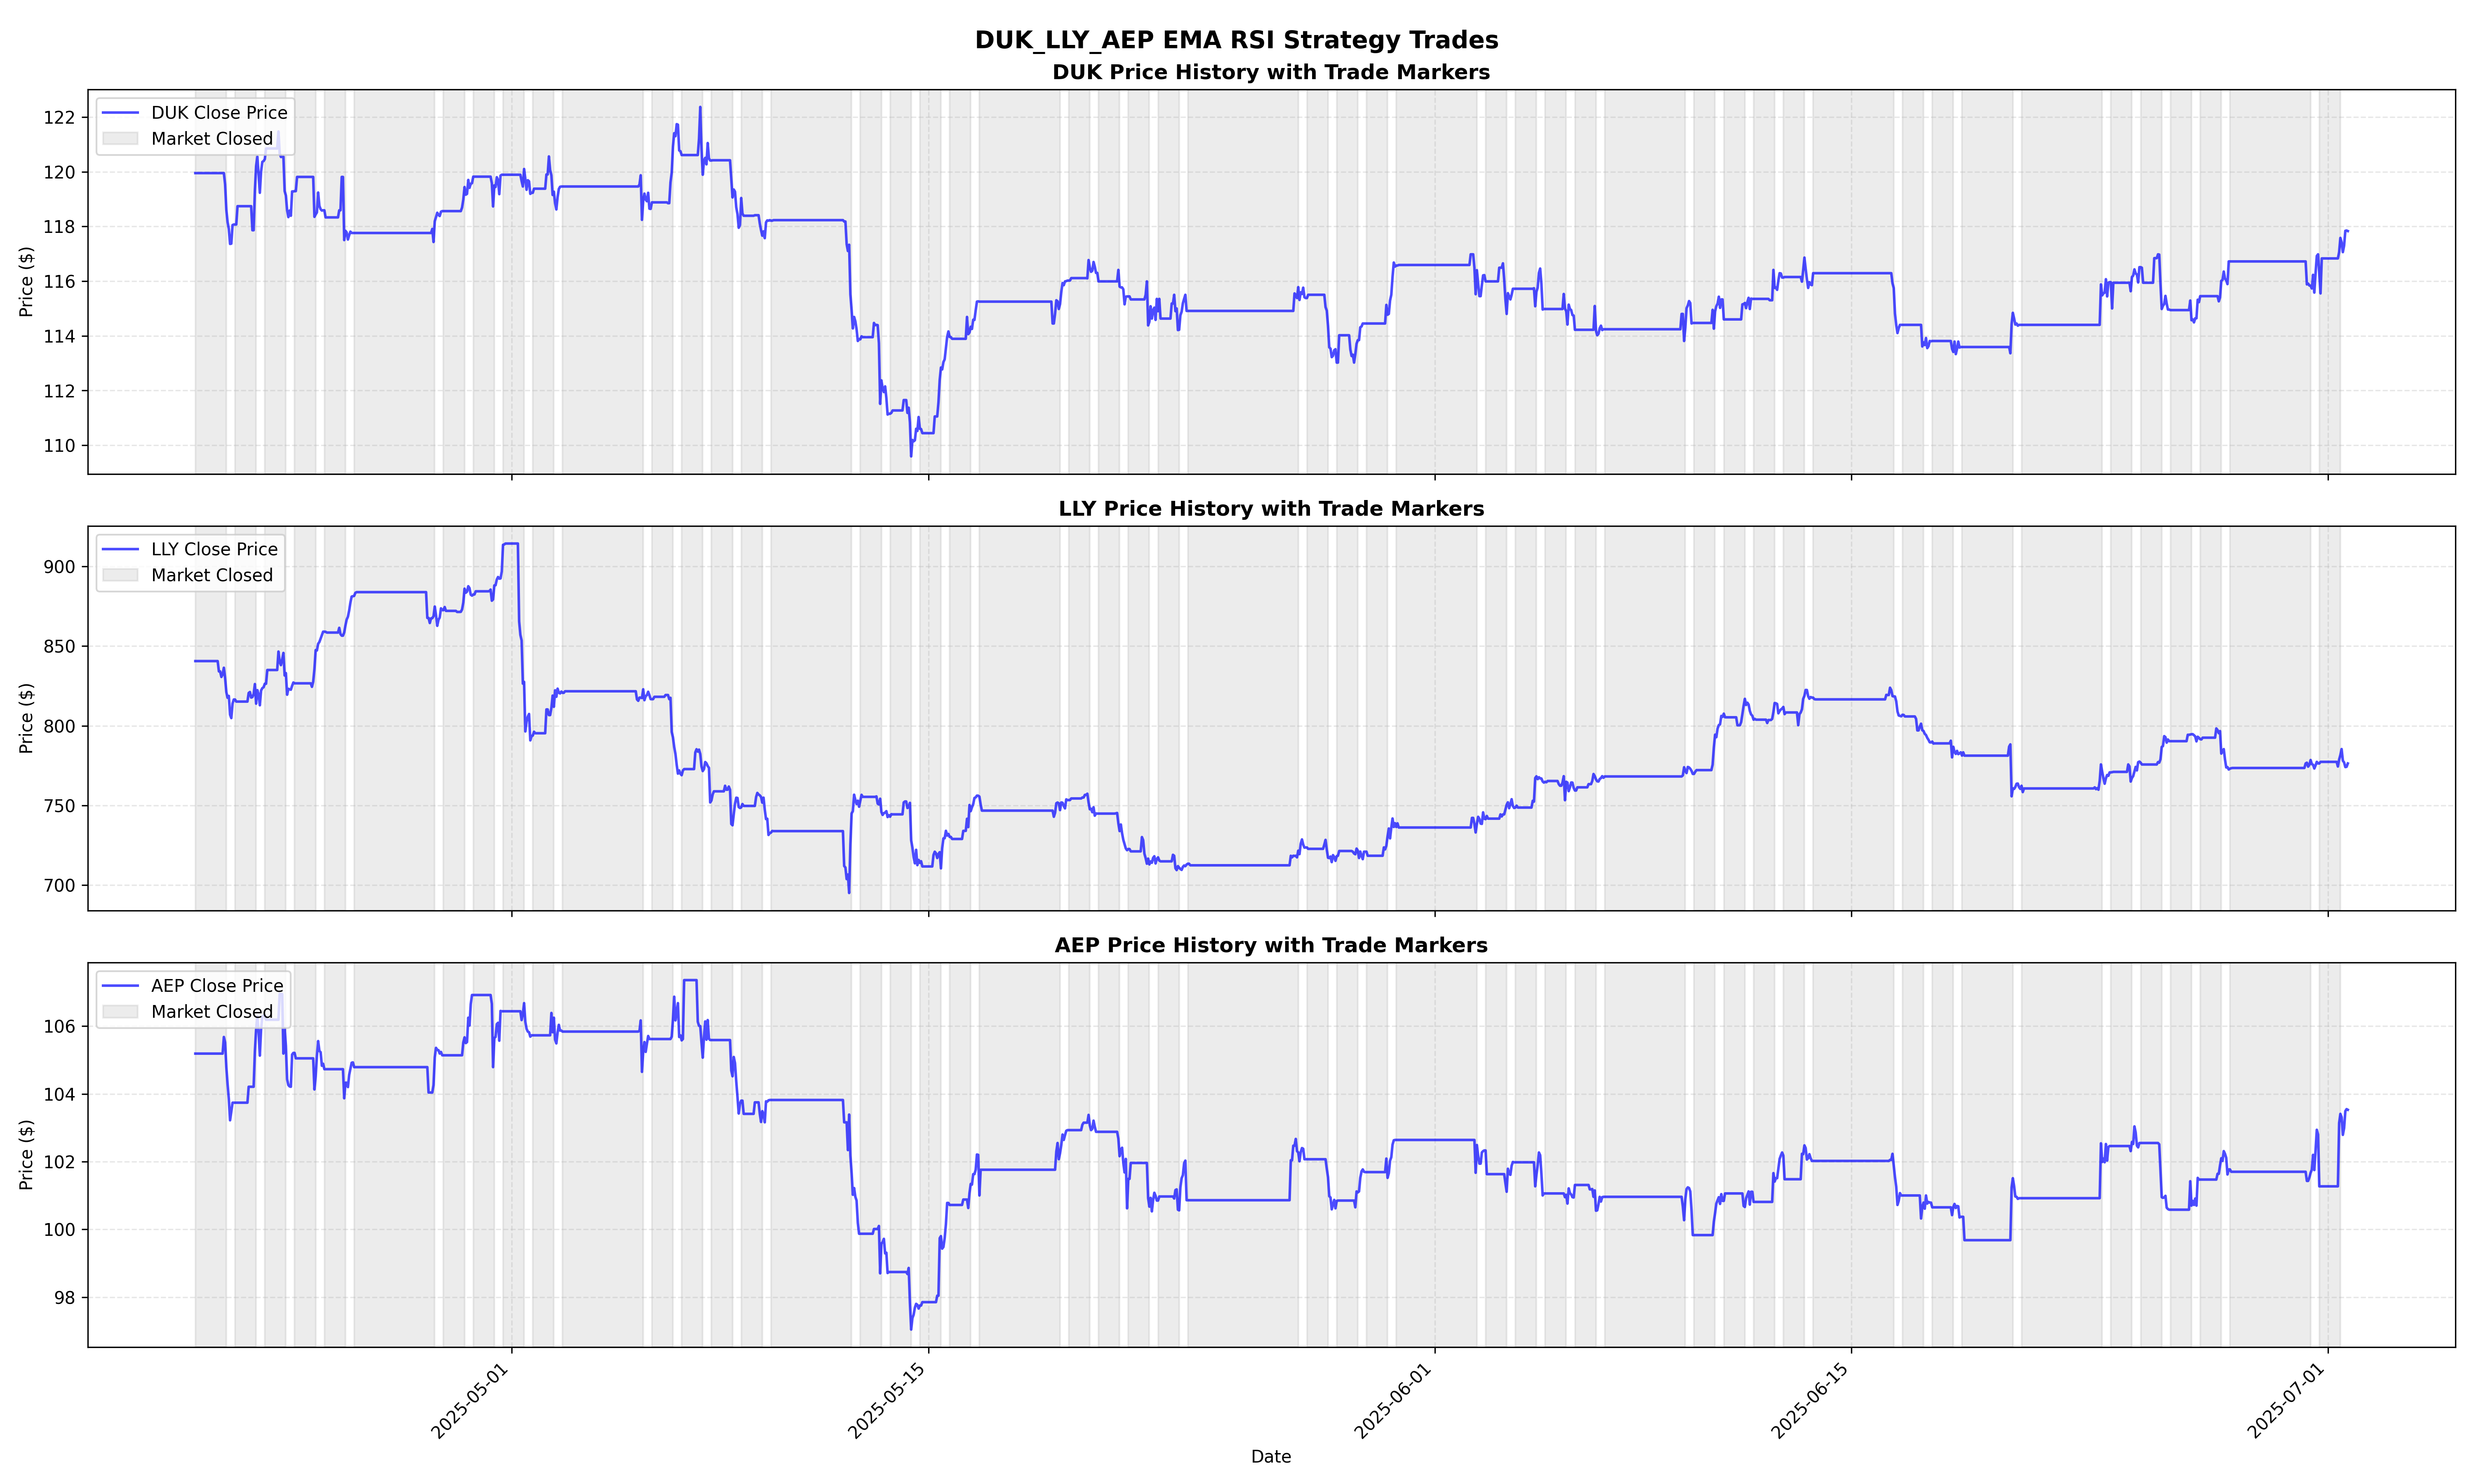 DUK_LLY_AEP EMA RSI Strategy Trades
DUK Price History with Trade Markers
DUK Close Price
Market Closed
Price ($)
122
120
118
116
114
112
110
LLY Price History with Trade Markers
LLY Close Price
Market Closed
Price ($)
900
850
800
750
700
AEP Price History with Trade Markers
AEP Close Price
Market Closed
Price ($)
106
104
102
100
98
2025-05-01
2025-05-15
2025-06-01
2025-06-15
2025-07-01
Date